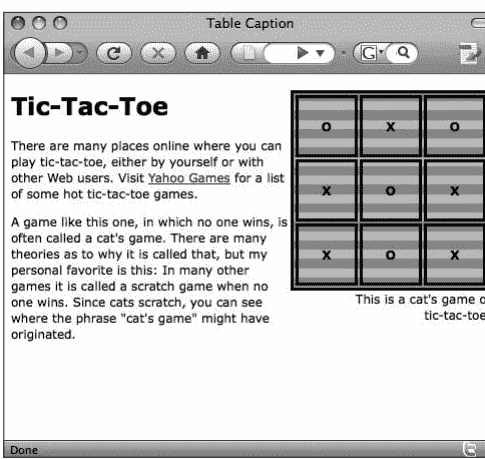 Table Caption
G
Tic-Tac-Toe
There are many places online where you can
play tic-tac-toe, either by yourself or with
other Web users. Visit Yahoo Games for a list
of some hot tic-tac-toe games.
A game like this one, in which no one wins, is
often called a cat's game. There are many
theories as to why it is called that, but my
personal favorite is this: In many other
games it is called a scratch game when no
one wins. Since cats scratch, you can see
where the phrase "cat's game" might have
originated.
O X O
X O X
X O X
This is a cat's game o
tic-tac-toe
Done